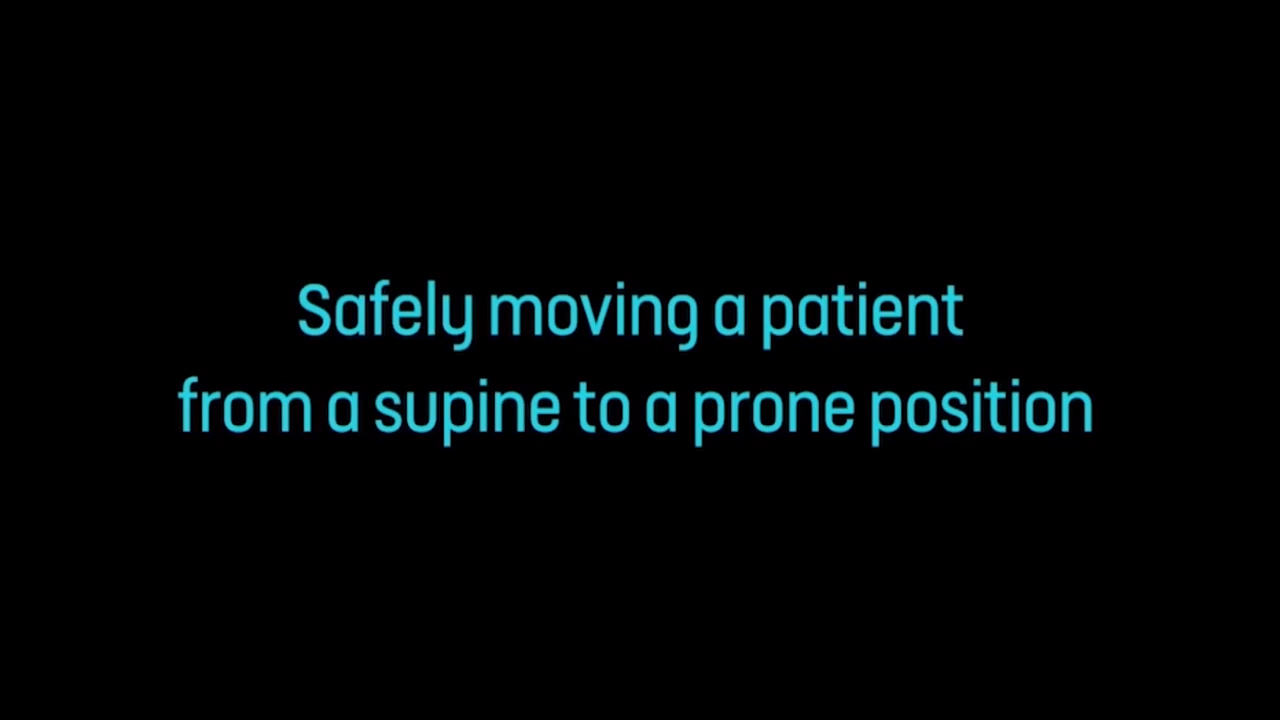 Safely moving a patient
from a supine to a prone position